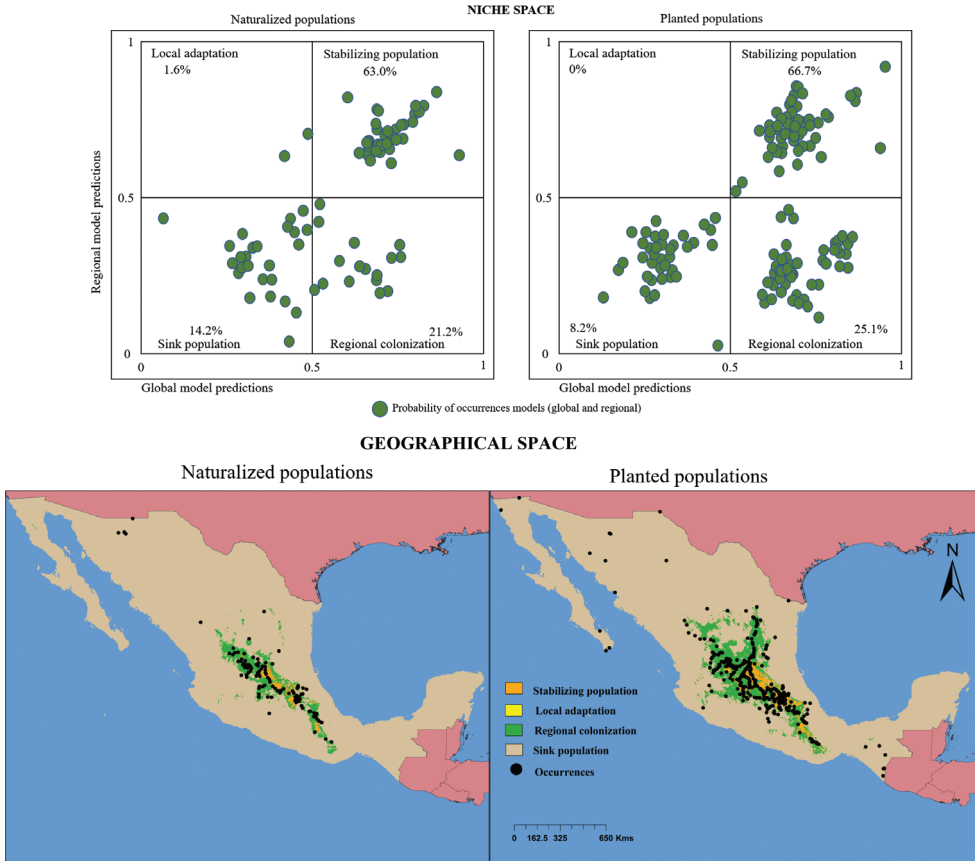 NICHE SPACE
Naturalized populations
Planted populations
1
Local adaptation
Stabilizing population
1.6%
63.0%
0.5
Regional model predictions
14.2%
21.2%
Sink population
Regional colonization
0
0
0.5
1
Global model predictions
1
Local adaptation
Stabilizing population
0%
66.7%
0.5
8.2%
25.1%
Sink population
Regional colonization
0
0
0.5
1
Global model predictions
Probability of occurrences models (global and regional)
GEOGRAPHICAL SPACE
Naturalized populations
Planted populations
N
Stabilizing population
Local adaptation
Regional colonization
Sink population
Occurrences
0 162.5 325 650 Kms